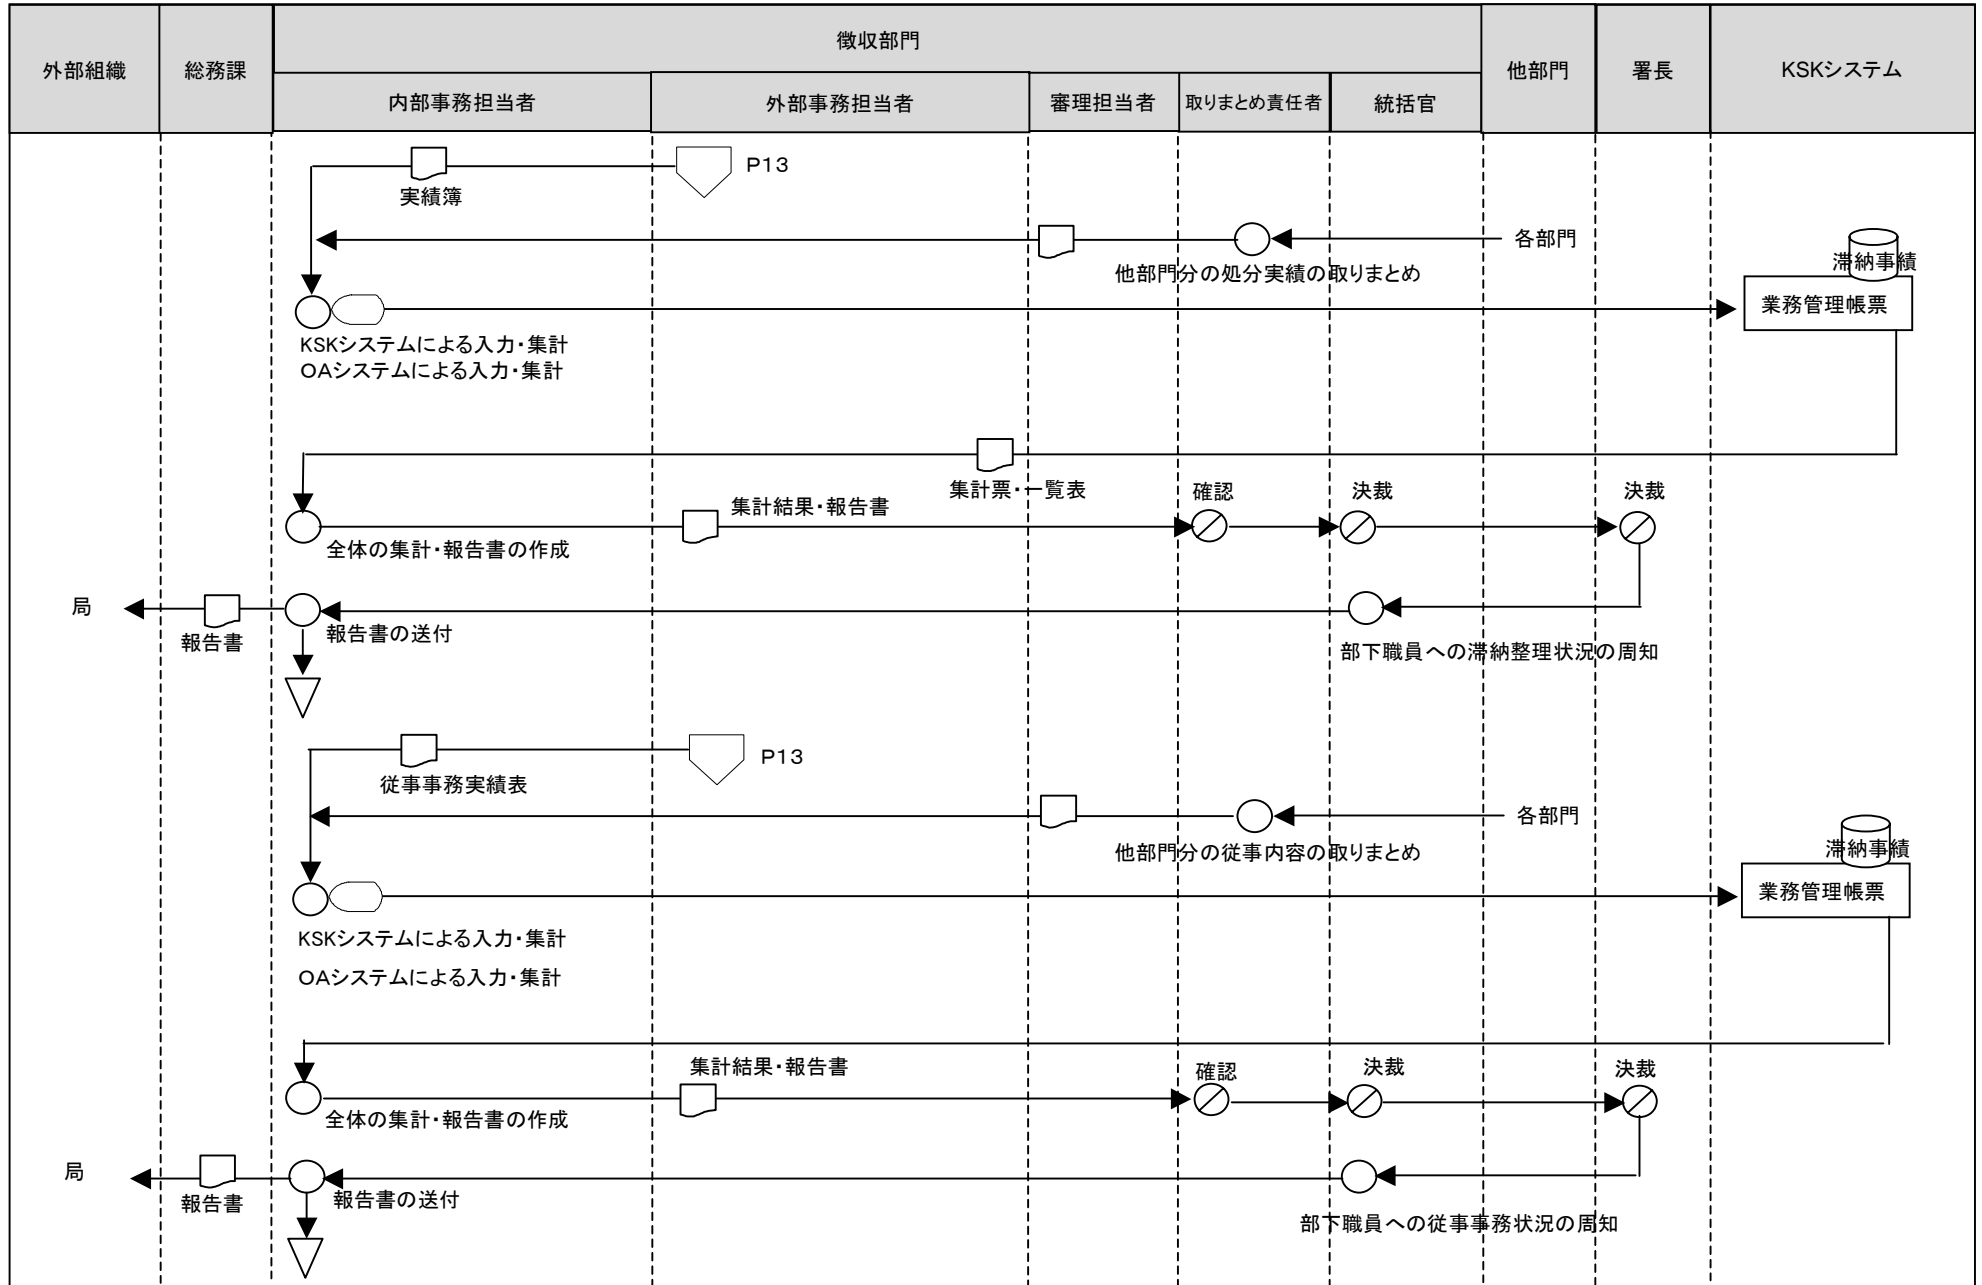 外部組織
総務課
徴収部門
他部門
署長
KSKシステム
内部事務担当者
外部事務担当者
審理担当者
取りまとめ責任者
統括官
P13
実績簿
各部門
滞納事績
他部門分の処分実績の取りまとめ
業務管理帳票
KSKシステムによる入力・集計
OAシステムによる入力・集計
集計票・一覧表
集計結果・報告書
確認
決裁
決裁
全体の集計・報告書の作成
局
報告書
報告書の送付
部下職員への滞納整理状況の周知
P13
従事事務実績表
各部門
滞納事績
他部門分の従事内容の取りまとめ
業務管理帳票
KSKシステムによる入力・集計
OAシステムによる入力・集計
集計結果・報告書
確認
決裁
決裁
全体の集計・報告書の作成
局
報告書
報告書の送付
部下職員への従事事務状況の周知